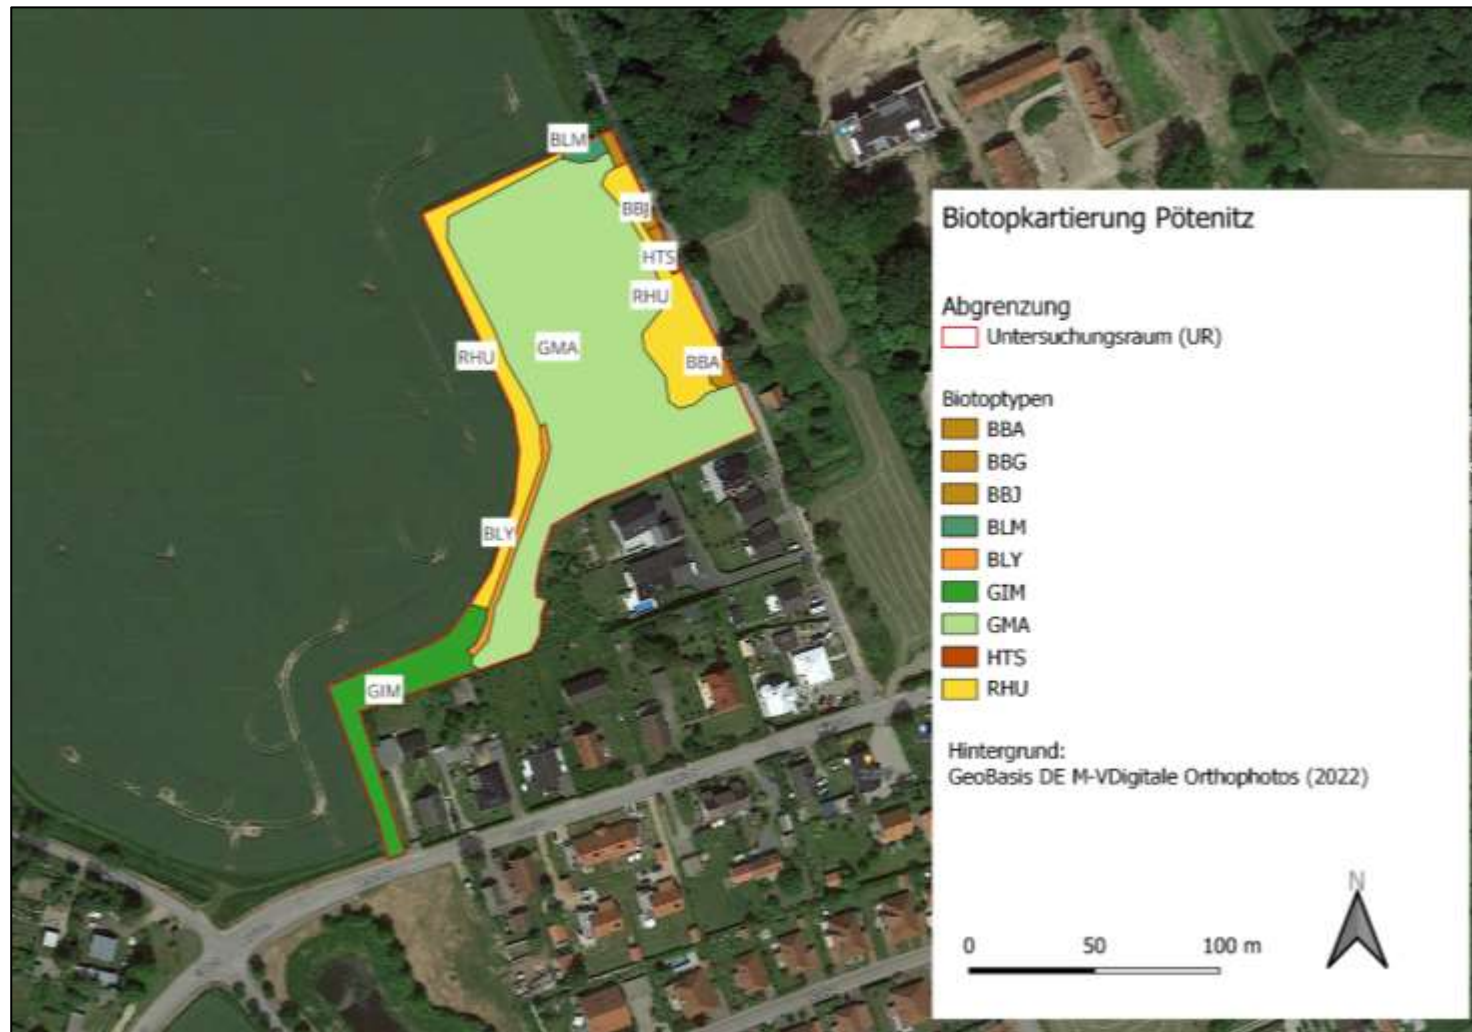 BLM
BBJ
HTS
RHU
GMA
RHU
BBA
BLY
GIM
Biotopkartierung Pötenitz
Abgrenzung
Untersuchungsraum (UR)
Biotoptypen
BBA
BBG
BBJ
BLM
BLY
GIM
GMA
HTS
RHU
Hintergrund:
GeoBasis DE M-VDigitale Orthophotos (2022)
N
0 50 100 m